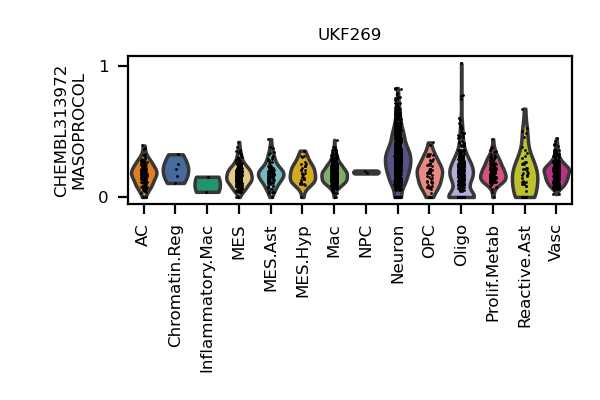 UKF269
CHEMBL313972
MASOPROCOL
1
0
AC
Chromatin.Reg
Inflammatory.Mac
MES
MES.Ast
MES.Hyp
Mac
NPC
Neuron
OPC
Oligo
Prolif.Metab
Reactive.Ast
Vasc